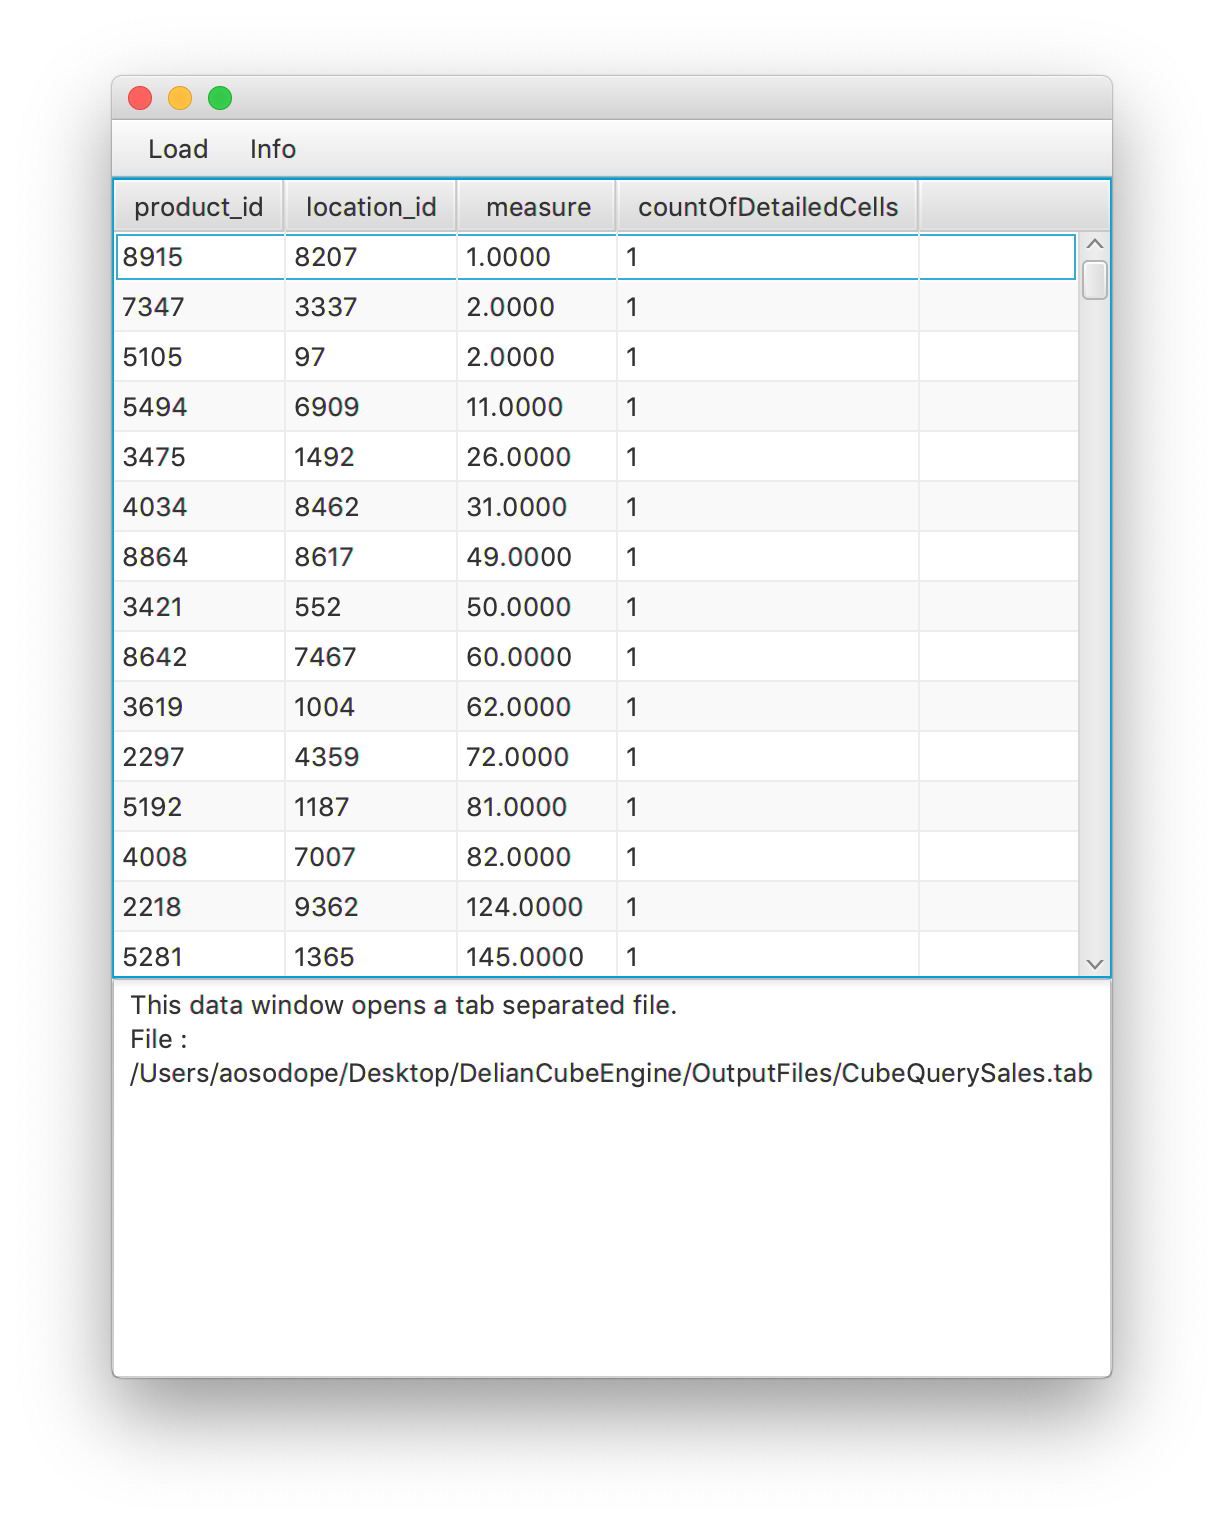 Load Info
product_id location_id measure countOfDetailedCells
8915 8207 1.0000 1
7347 3337 2.0000 1
5105 97 2.0000 1
5494 6909 11.0000 1
3475 1492 26.0000 1
4034 8462 31.0000 1
8864 8617 49.0000 1
3421 552 50.0000 1
8642 7467 60.0000 1
3619 1004 62.0000 1
2297 4359 72.0000 1
5192 1187 81.0000 1
4008 7007 82.0000 1
2218 9362 124.0000 1
5281 1365 145.0000 1
This data window opens a tab separated file.
File :
/Users/aosodope/Desktop/DelianCubeEngine/OutputFiles/CubeQuerySales.tab